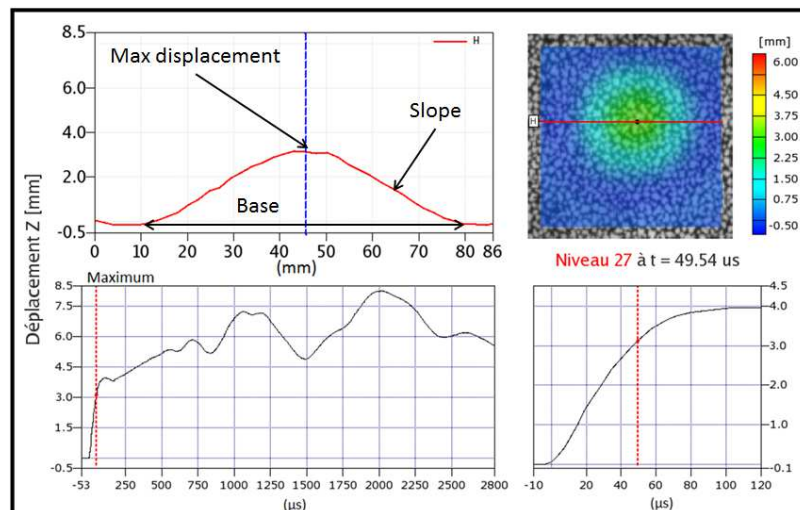 8.5
6.0
4.0
2.0
-0.5
Max displacement
H
Slope
Base
0 10 20 30 40 50 60 70 80 86
(mm)
Déplacement Z [mm]
H
[mm]
6.00
4.50
3.75
3.00
2.25
1.50
0.75
-0.50
Niveau 27 à t = 49.54 us
Maximum
8.5
7.5
6.0
4.5
3.0
1.5
-0.5
-53 250 500 750 1000 1250 1500 1750 2000 2250 2500 2800
(µs)
4.5
4.0
3.0
2.0
1.0
-0.1
-10 0 20 40 60 80 100 120
(µs)